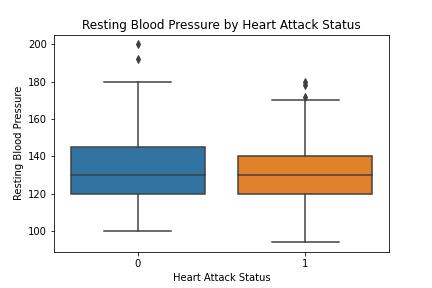 Resting Blood Pressure by Heart Attack Status
200
180
160
140
120
100
Resting Blood Pressure
0
1
Heart Attack Status